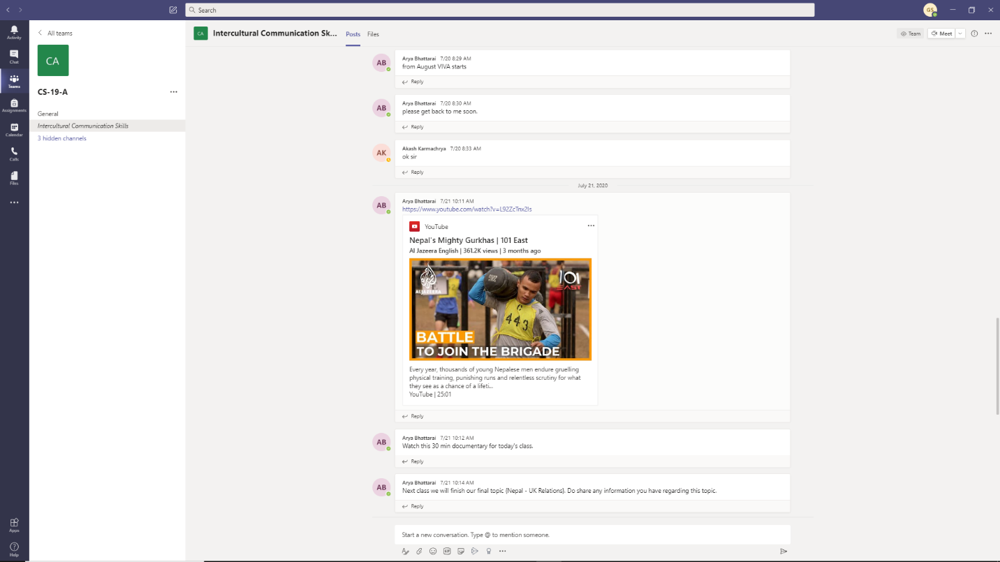 Search
GS
Activity
Chat
Teams
Assignments
Calendar
Calls
Files
Apps
Help
All teams
CA
CS-19-A
General
Intercultural Communication Skills
3 hidden channels
CA
Intercultural Communication Sk...
Posts
Files
Team
Meet
AB
Arya Bhattarai 7/20 8:29 AM
from August VIVA starts
Reply
AB
Arya Bhattarai 7/20 8:30 AM
please get back to me soon.
Reply
AK
Akash Karmachrya 7/20 8:33 AM
ok sir
Reply
July 21, 2020
AB
Arya Bhattarai 7/21 10:11 AM
https://www.youtube.com/watch?v=L92ZcTnx2Is
YouTube
Nepal's Mighty Gurkhas | 101 East
Al Jazeera English | 361.2K views | 3 months ago
ALJAZEERA
101
EAST
443
BATTLE
TO JOIN THE BRIGADE
Every year, thousands of young Nepalese men endure gruelling
physical training, punishing runs and relentless scrutiny for what
they see as a chance of a lifeti...
YouTube | 25:01
Reply
AB
Arya Bhattarai 7/21 10:12 AM
Watch this 30 min documentary for today's class.
Reply
AB
Arya Bhattarai 7/21 10:14 AM
Next class we will finish our final topic {Nepal - UK Relations}. Do share any information you have regarding this topic.
Reply
Start a new conversation. Type @ to mention someone.
GIF